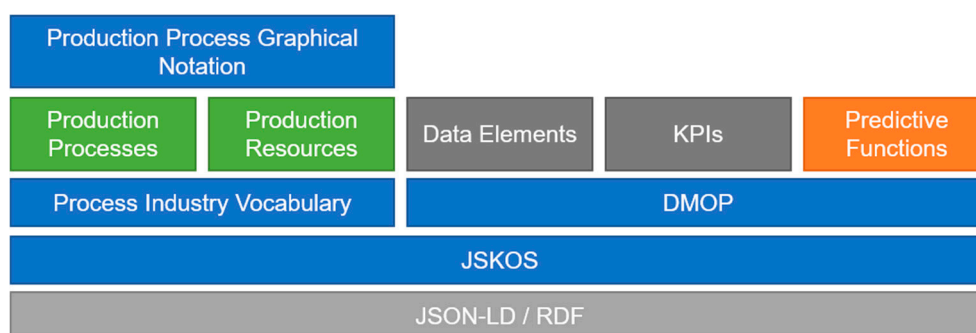 Production Process Graphical
Notation
Production
Processes
Production
Resources
Data Elements
KPIs
Predictive
Functions
Process Industry Vocabulary
DMOP
JSKOS
JSON-LD / RDF